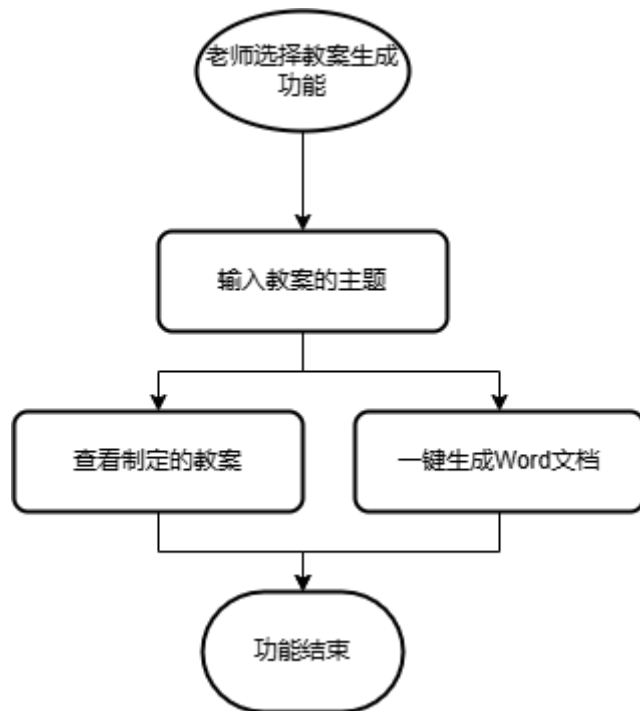 老师选择教案生成
功能
输入教案的主题
查看制定的教案
一键生成Word文档
功能结束